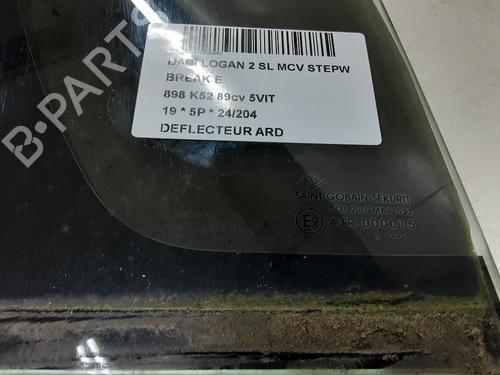 DACI LOGAN 2 SL MCV STEPW
BREAK E
898 K52 89cv 5VIT
19 * 5P * 24/204
DEFLECTEUR ARD
SAINT-GOBAIN SEKURIT
E9 43R-000015